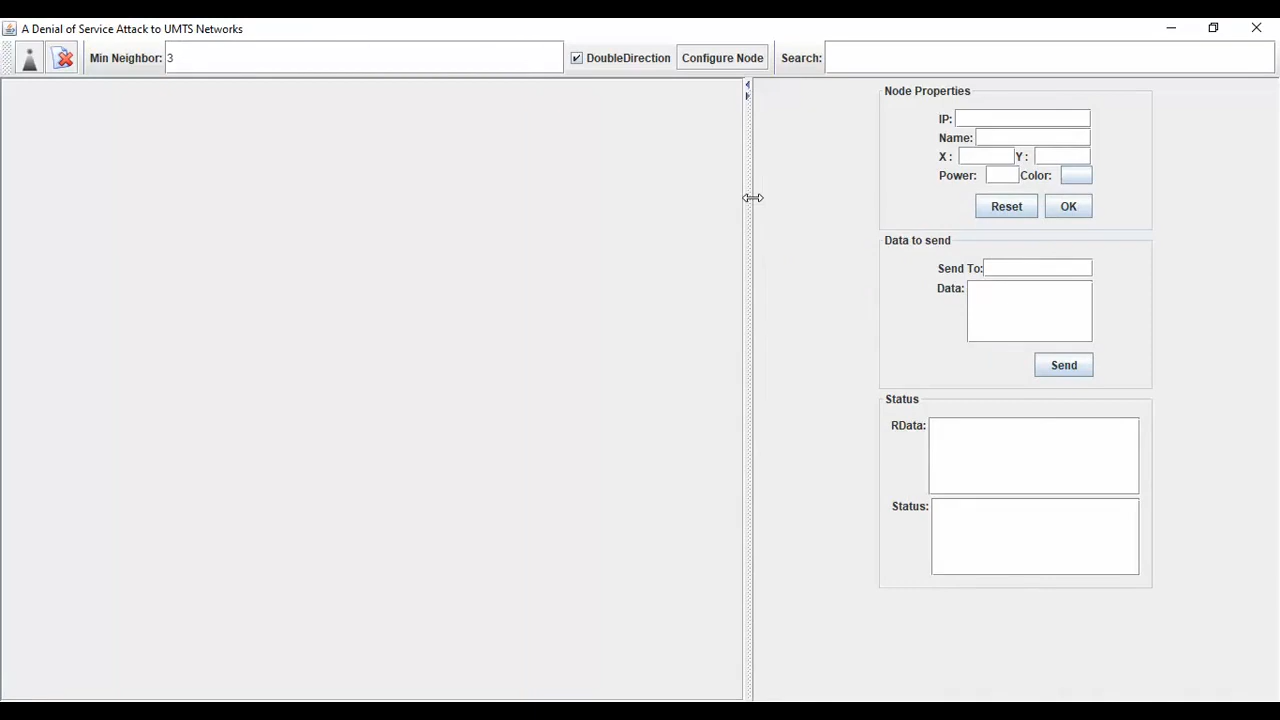 A Denial of Service Attack to UMTS Networks
Min Neighbor: 3 DoubleDirection Configure Node Search:
Node Properties
IP:
Name:
X : Y :
Power: Color:
Reset OK
Data to send
Send To:
Data:
Send
Status
RData:
Status: